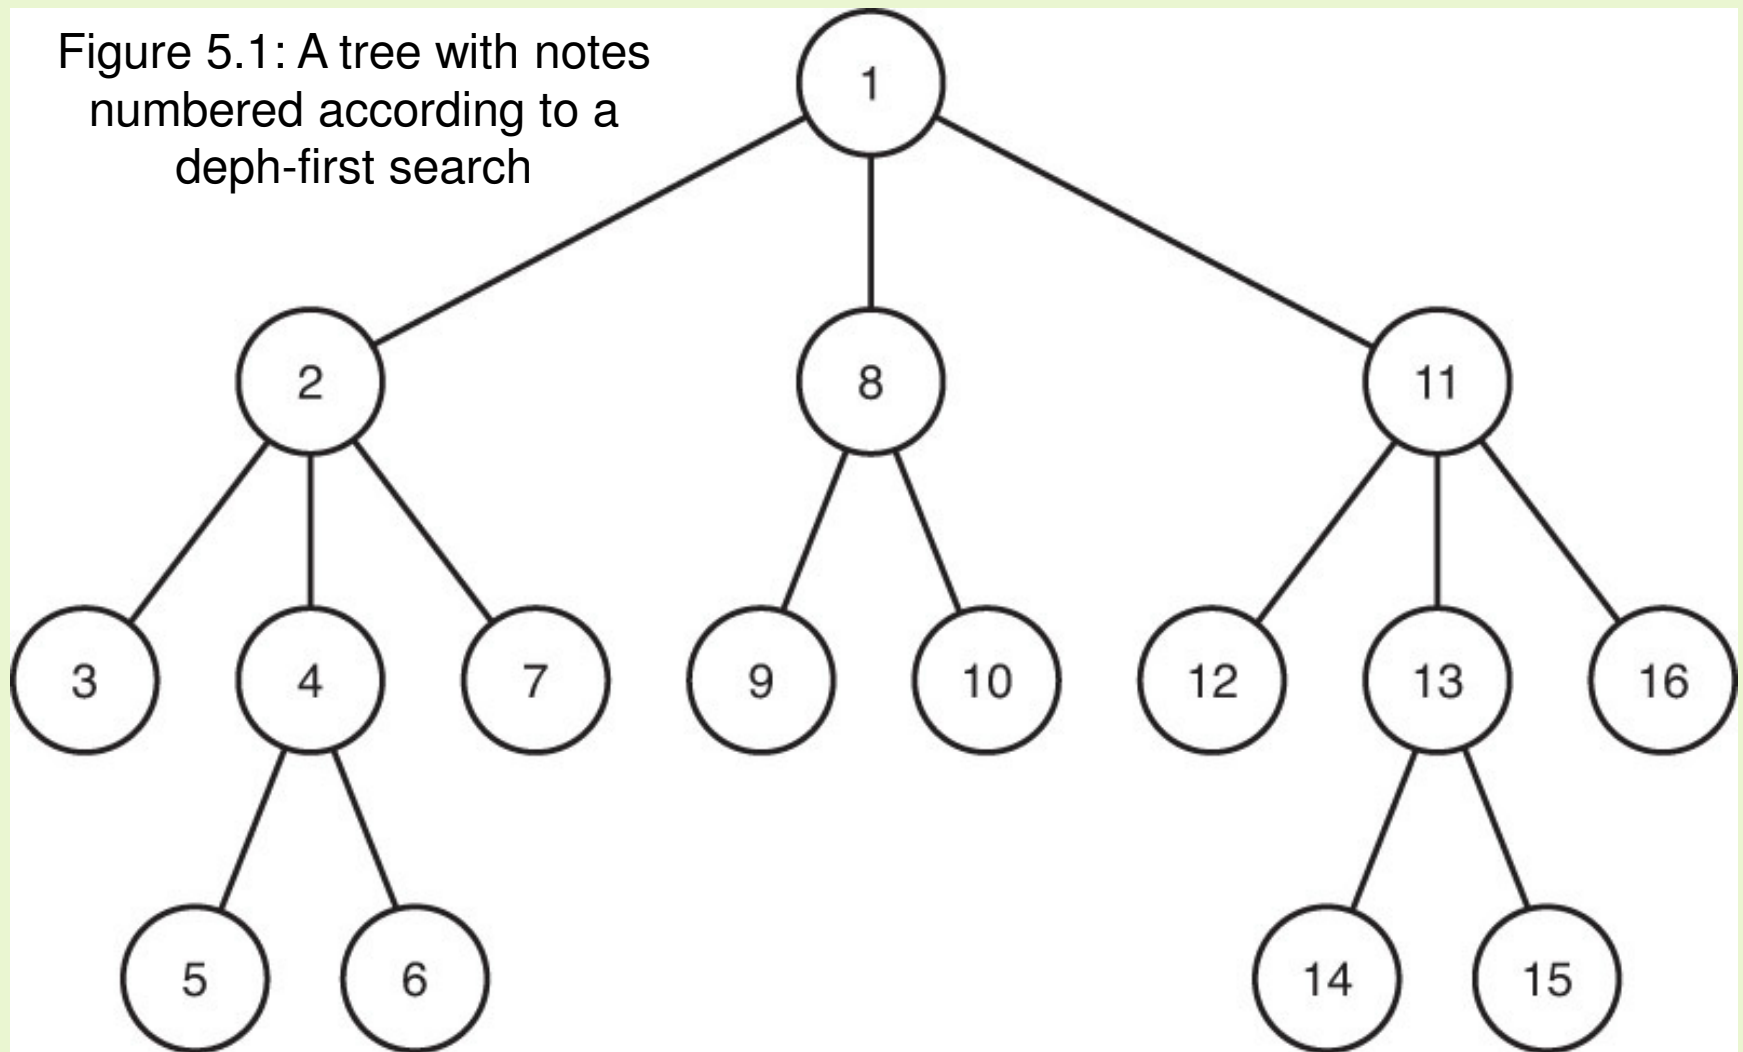 Figure 5.1: A tree with notes
numbered according to a
deph-first search
1
2 8 11
3 4 7 9 10 12 13 16
5 6 14 15